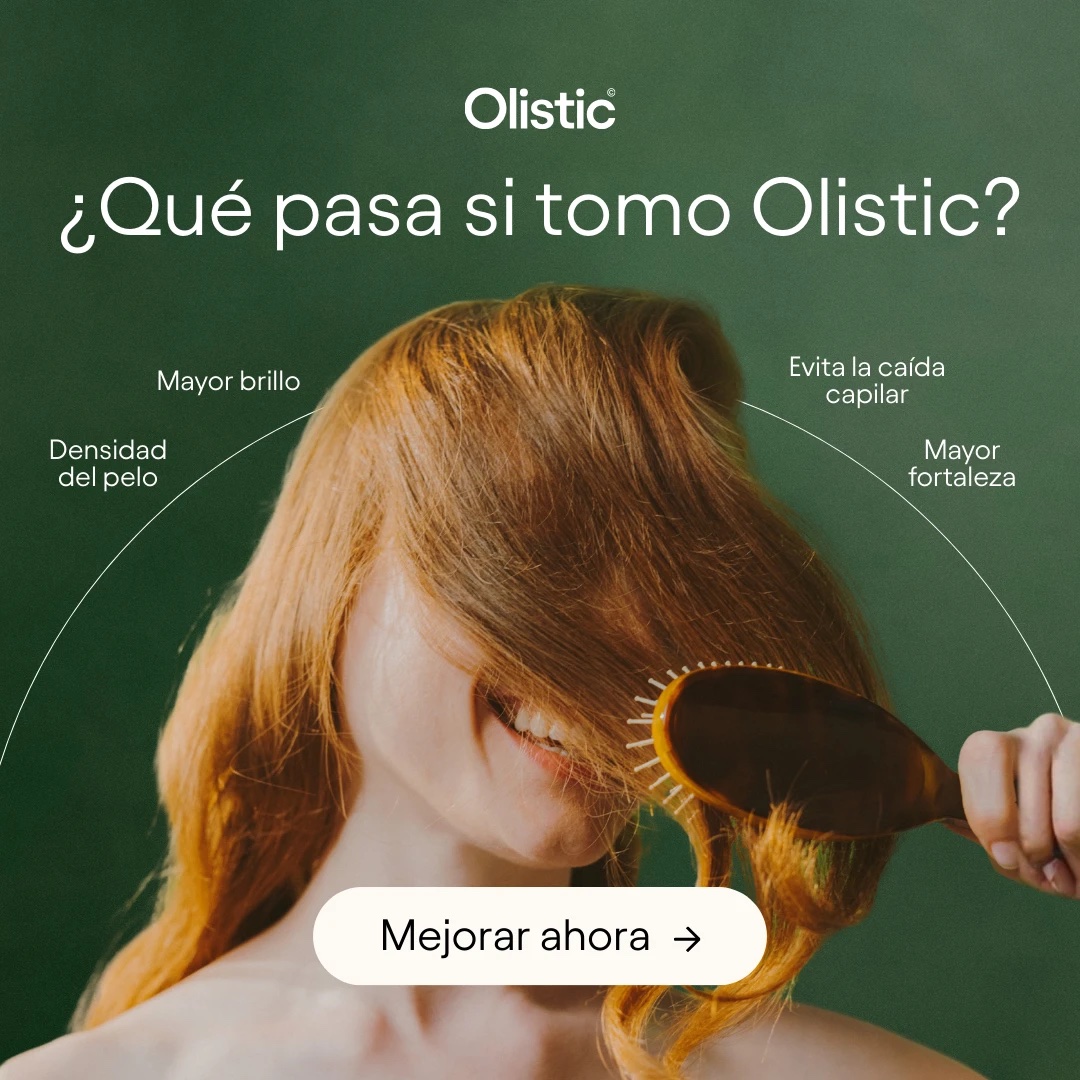 Olistic©
¿Qué pasa si tomo Olistic?
Mayor brillo
Densidad
del pelo
Evita la caída
capilar
Mayor
fortaleza
Mejorar ahora →